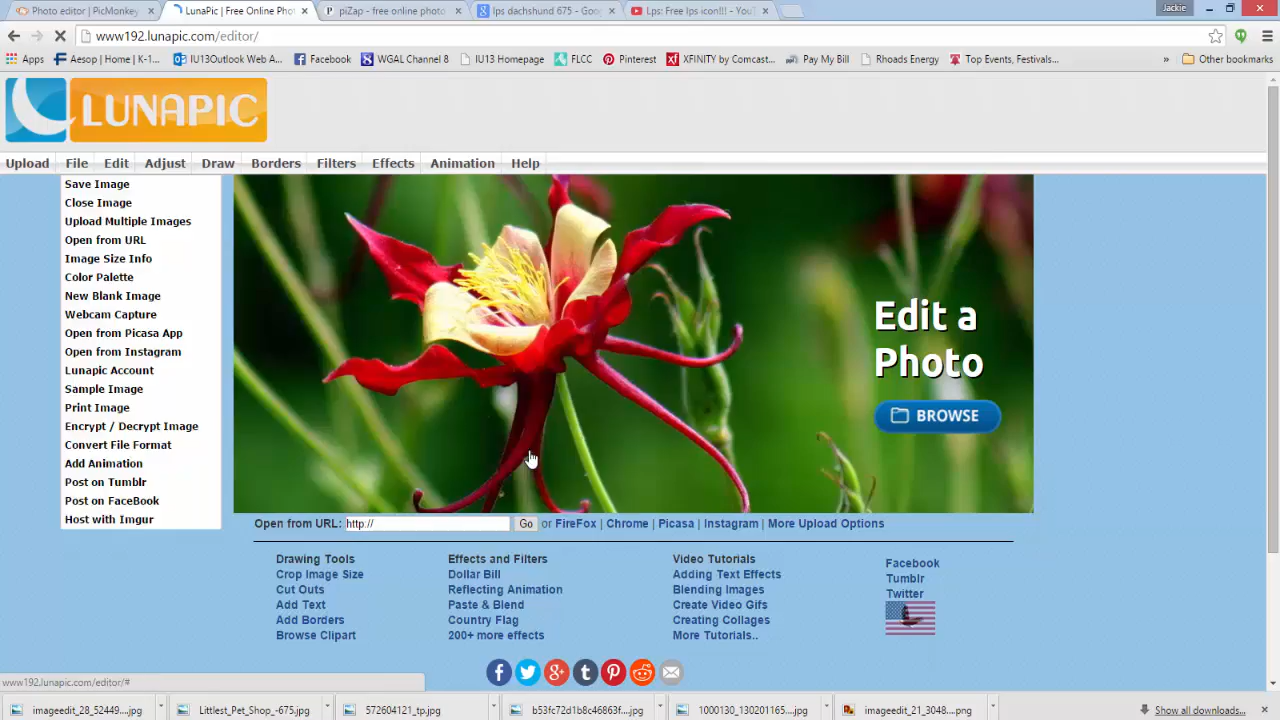 Photo editor | PicMonkey
LunaPic | Free Online Pho
piZap - free online photo
lps dachshund 675 - Goo
Lps: Free lps icon!!! - You
Jackie
www192.lunapic.com/editor/
Apps
Aesop | Home | K-1...
IU13Outlook Web A...
Facebook
WGAL Channel 8
IU13 Homepage
FLCC
Pinterest
XFINITY by Comcast...
Pay My Bill
Rhoads Energy
Top Events, Festivals...
»
Other bookmarks
LUNAPIC
Upload File Edit Adjust Draw Borders Filters Effects Animation Help
Save Image
Close Image
Upload Multiple Images
Open from URL
Image Size Info
Color Palette
New Blank Image
Webcam Capture
Open from Picasa App
Open from Instagram
Lunapic Account
Sample Image
Print Image
Encrypt / Decrypt Image
Convert File Format
Add Animation
Post on Tumblr
Post on FaceBook
Host with Imgur
Edit a
Photo
BROWSE
Open from URL: http:// Go or FireFox | Chrome | Picasa | Instagram | More Upload Options
Drawing Tools
Crop Image Size
Cut Outs
Add Text
Add Borders
Browse Clipart
Effects and Filters
Dollar Bill
Reflecting Animation
Paste & Blend
Country Flag
200+ more effects
Video Tutorials
Adding Text Effects
Blending Images
Create Video Gifs
Creating Collages
More Tutorials..
Facebook
Tumblr
Twitter
www192.lunapic.com/editor/#
imageedit_28_52449....jpg
Littlest_Pet_Shop_-675.jpg
572604121_tp.jpg
b53fc72d1b8c46863f....jpg
1000130_130201165....jpg
imageedit_21_3048....png
Show all downloads...